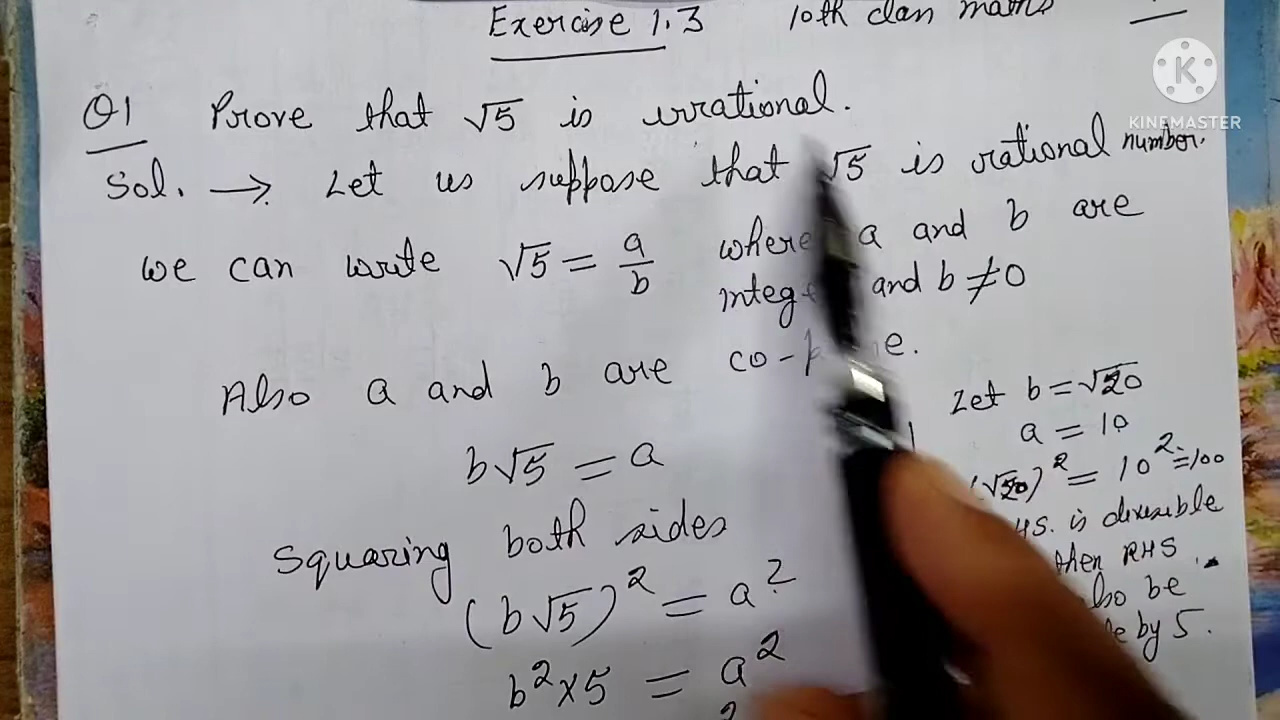 Exercise 1.3 10th class maths
Q1 Prove that √5 is irrational.
Sol. → Let us suppose that √5 is rational number.
we can write √5 = a/b where a and b are
and b ≠ 0
Also a and b are
b√5 = a
Squaring both sides
(b√5)² = a²
b²×5 = a²
Let b = √20
a = 10
² = 10² = 100
is divisible
then RHS
be
by 5.
K
KINEMASTER